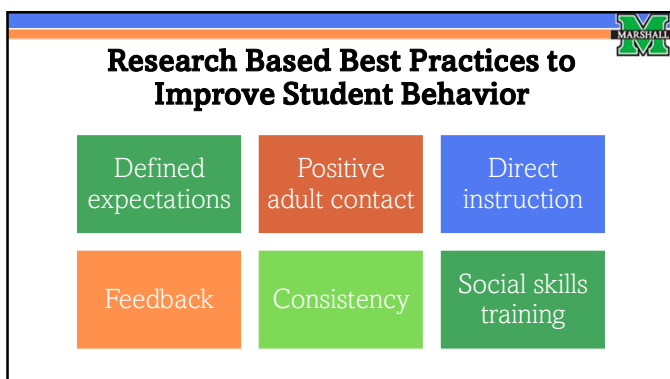 MARSHALL
Research Based Best Practices to
Improve Student Behavior
Defined
expectations
Positive
adult contact
Direct
instruction
Feedback
Consistency
Social skills
training